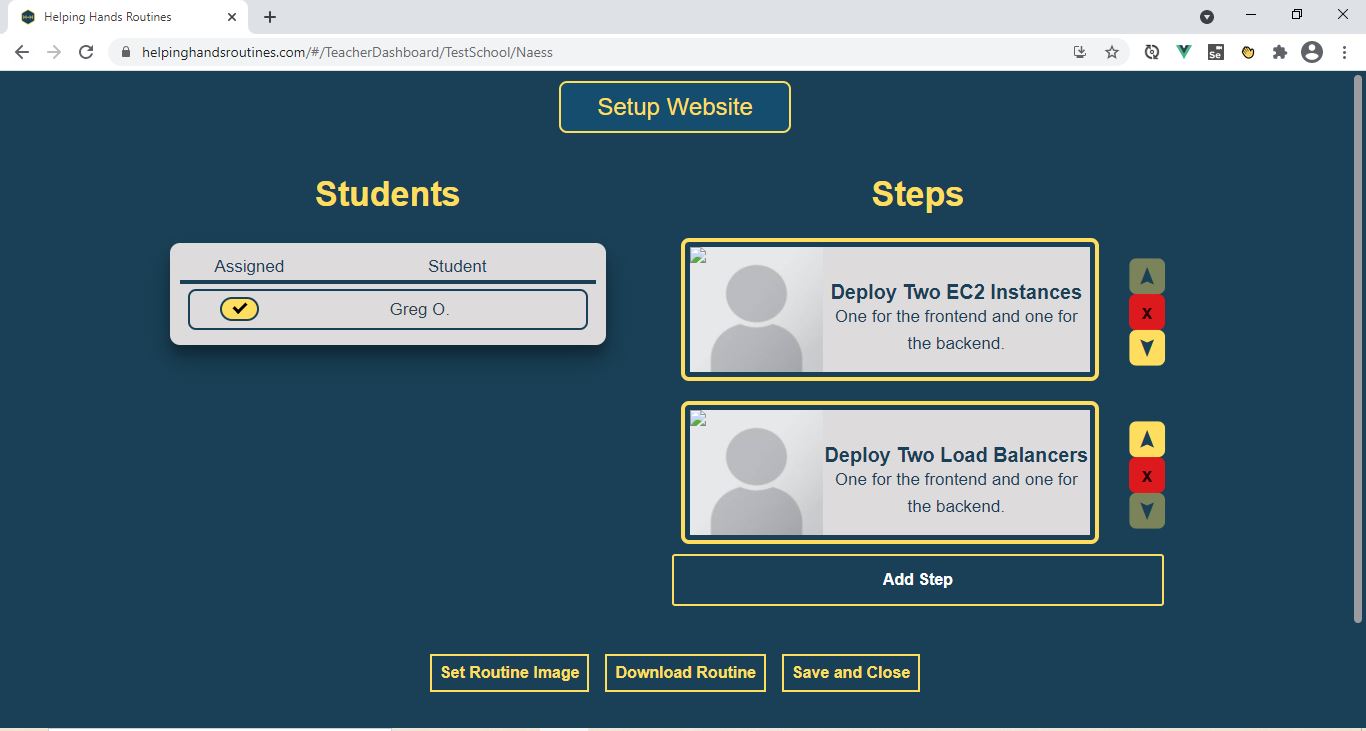 Helping Hands Routines
helpinghandsroutines.com/#/TeacherDashboard/TestSchool/Naess
Se
Setup Website
Students
Steps
Assigned Student
Greg O.
Deploy Two EC2 Instances
One for the frontend and one for
the backend.
x
Deploy Two Load Balancers
One for the frontend and one for
the backend.
x
Add Step
Set Routine Image
Download Routine
Save and Close